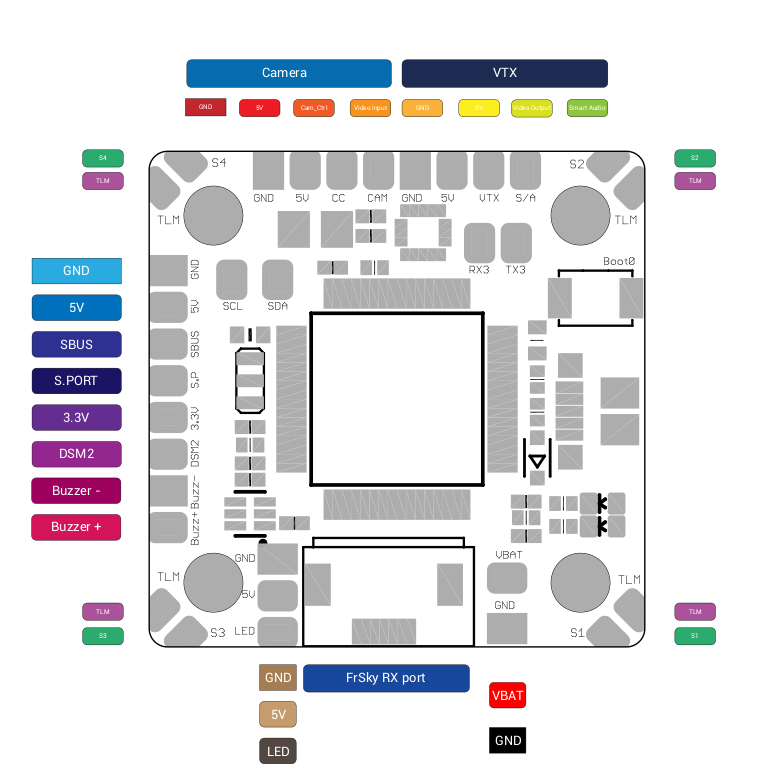 Camera
VTX
GND
5V
Cam_Ctrl
Video Input
GND
5V
Video Output
Smart Audio
S4
TLM
S2
TLM
S4
TLM
GND
5V
CC
CAM
GND
5V
VTX
S/A
S2
TLM
RX3
TX3
Boot0
SCL
SDA
GND
5V
SBUS
S.PORT
3.3V
DSM2
Buzzer -
Buzzer +
GND
5V
SBUS
S.P
3.3V
DSM2
Buzz-
Buzz+
TLM
S3
GND
5V
LED
VBAT
GND
TLM
S1
TLM
S3
TLM
S1
GND
5V
LED
FrSky RX port
VBAT
GND